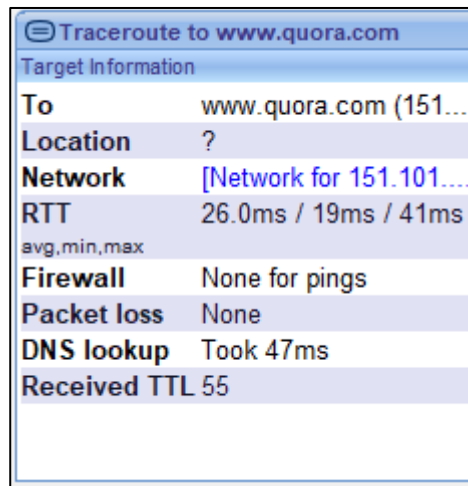 Traceroute to www.quora.com
Target Information
To www.quora.com (151....
Location ?
Network [Network for 151.101....
RTT 26.0ms / 19ms / 41ms
avg,min,max
Firewall None for pings
Packet loss None
DNS lookup Took 47ms
Received TTL 55